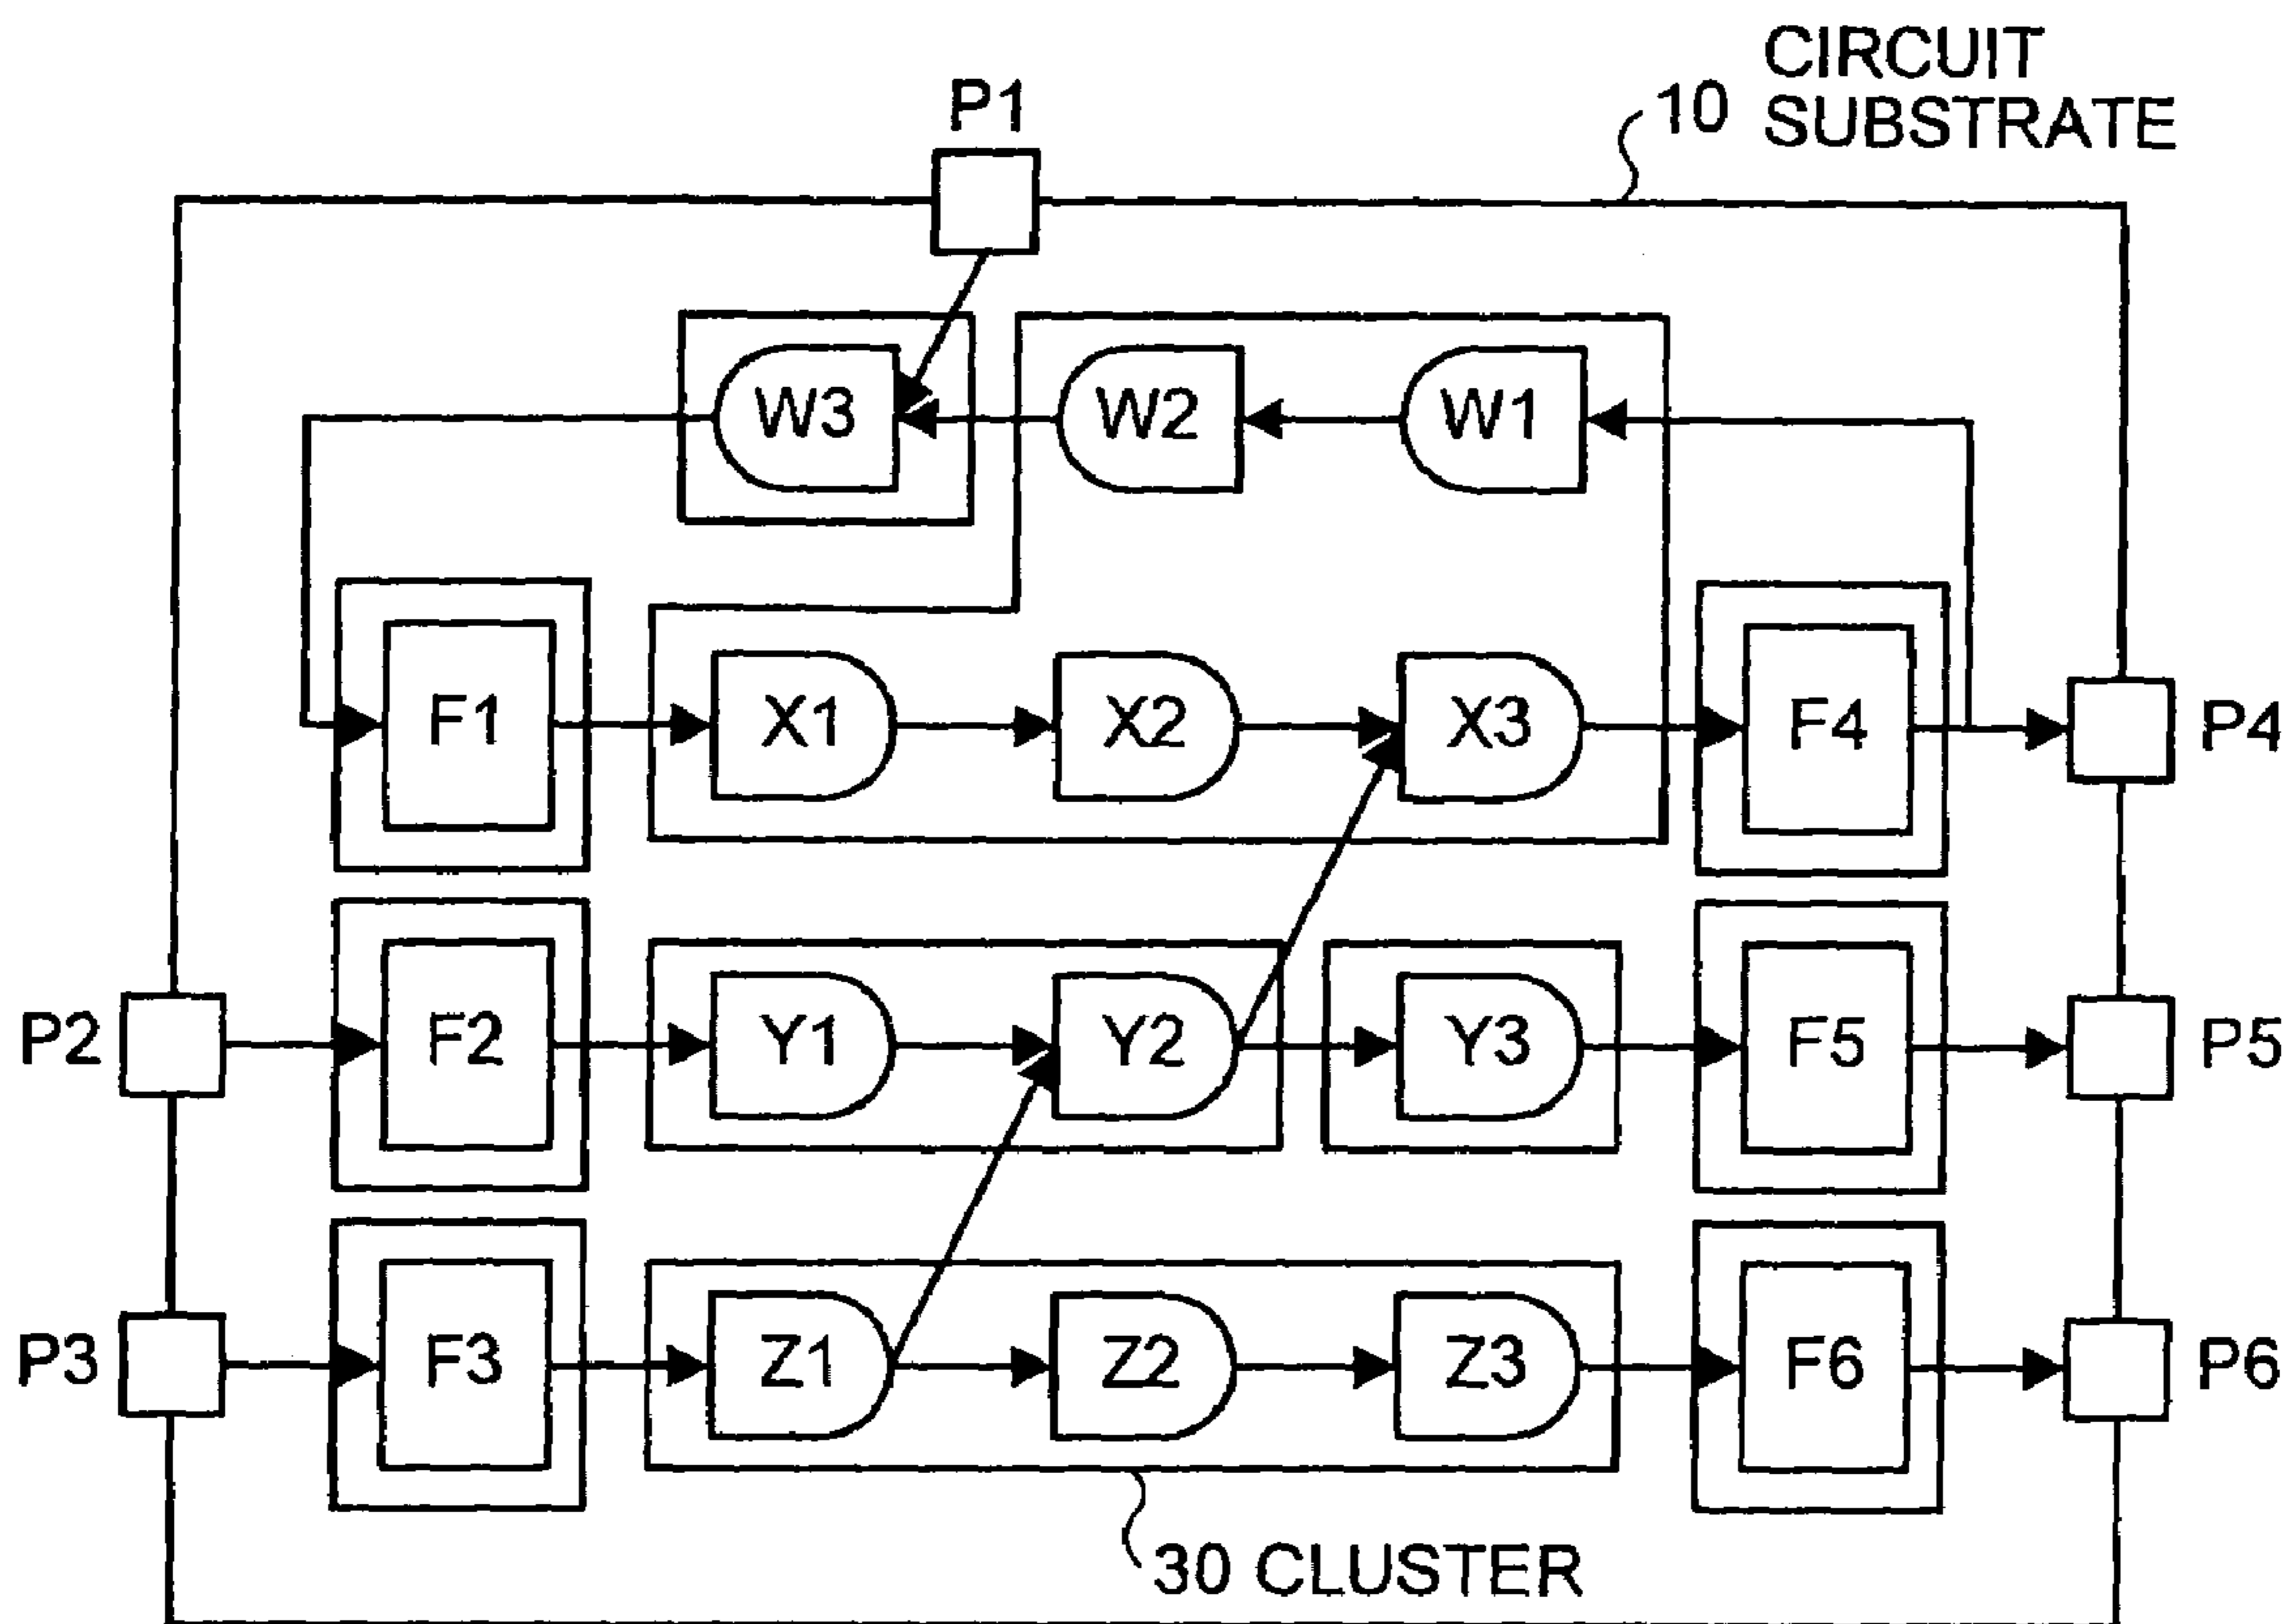 CIRCUIT
10 SUBSTRATE
P1
W3 W2 W1
F1 X1 X2 X3 F4 P4
P2 F2 Y1 Y2 Y3 F5 P5
P3 F3 Z1 Z2 Z3 F6 P6
30 CLUSTER